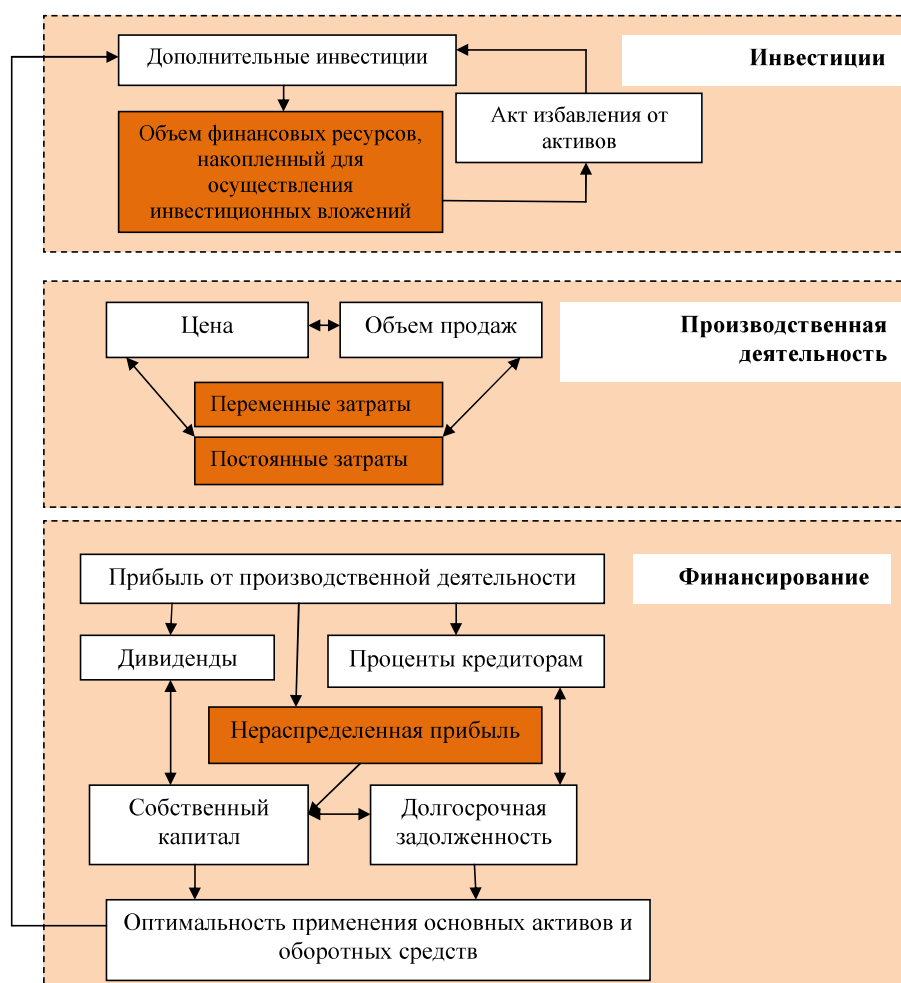 Дополнительные инвестиции
Инвестиции
Объем финансовых ресурсов,
накопленный для
осуществления
инвестиционных вложений
Акт избавления от
активов
Цена
Объем продаж
Производственная
деятельность
Переменные затраты
Постоянные затраты
Прибыль от производственной деятельности
Финансирование
Дивиденды
Проценты кредиторам
Нераспределенная прибыль
Собственный
капитал
Долгосрочная
задолженность
Оптимальность применения основных активов и
оборотных средств